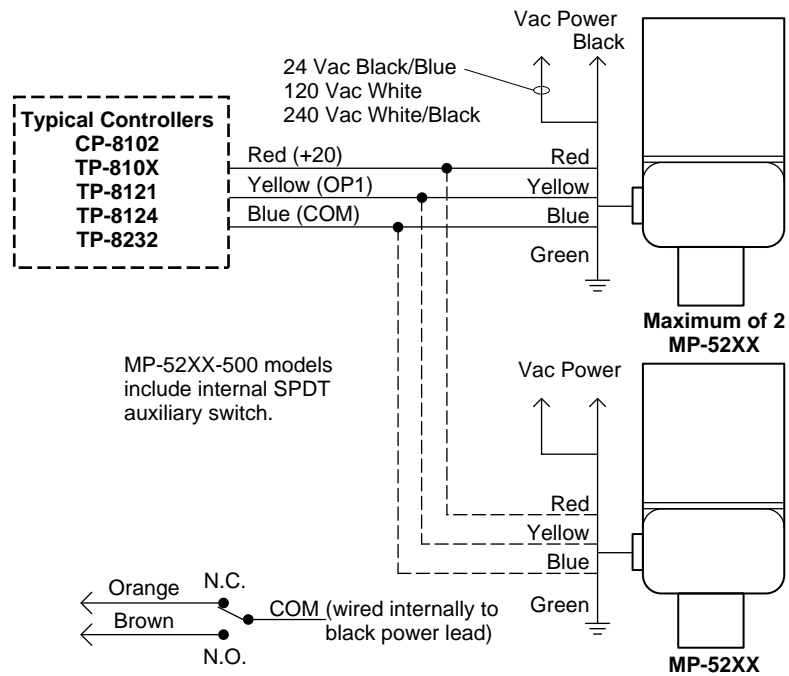 Vac Power
Black
24 Vac Black/Blue
120 Vac White
240 Vac White/Black
Typical Controllers
CP-8102
TP-810X
TP-8121
TP-8124
TP-8232
Red (+20)
Yellow (OP1)
Blue (COM)
Red
Yellow
Blue
Green
Maximum of 2
MP-52XX
MP-52XX-500 models
include internal SPDT
auxiliary switch.
Vac Power
Red
Yellow
Blue
Green
MP-52XX
Orange
Brown
N.C.
N.O.
COM (wired internally to
black power lead)